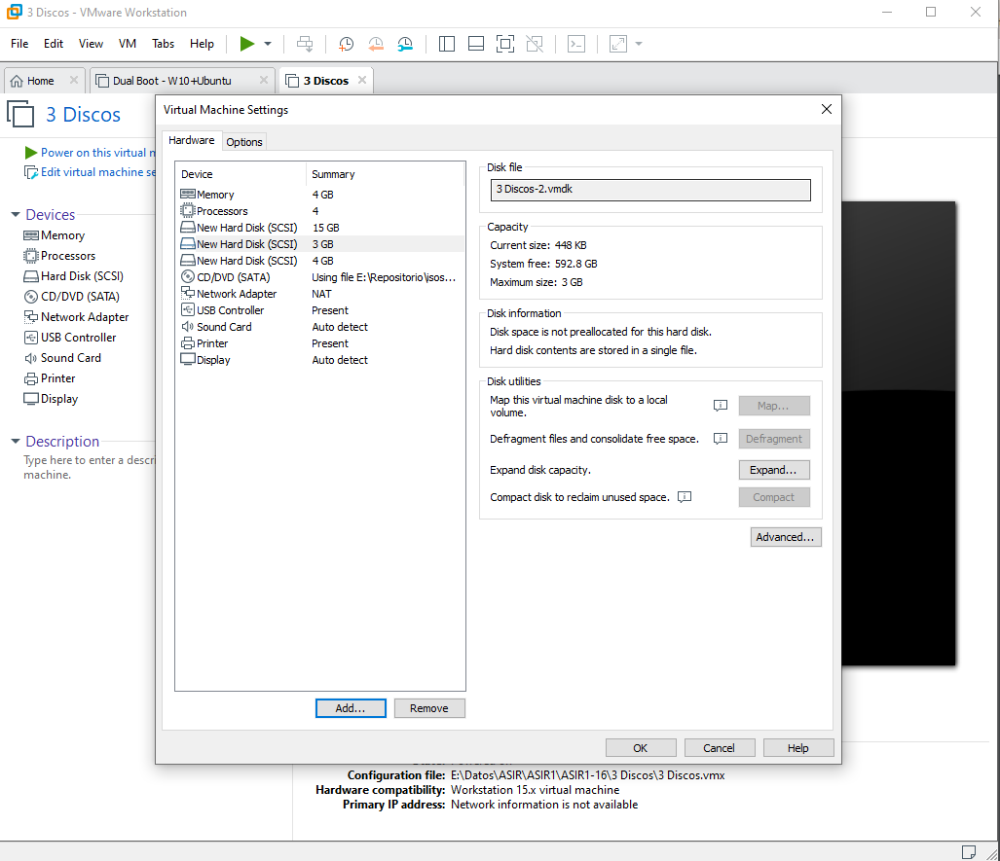 3 Discos - VMware Workstation
File Edit View VM Tabs Help
Home Dual Boot - W10+Ubuntu 3 Discos
3 Discos
Power on this virtual m
Edit virtual machine se
Devices
Memory
Processors
Hard Disk (SCSI)
CD/DVD (SATA)
Network Adapter
USB Controller
Sound Card
Printer
Display
Description
Type here to enter a descri
machine.
Virtual Machine Settings
Hardware Options
Device Summary
Memory 4 GB
Processors 4
New Hard Disk (SCSI) 15 GB
New Hard Disk (SCSI) 3 GB
New Hard Disk (SCSI) 4 GB
CD/DVD (SATA) Using file E:\Repositorio\isos...
Network Adapter NAT
USB Controller Present
Sound Card Auto detect
Printer Present
Display Auto detect
Add... Remove
Disk file
3 Discos-2.vmdk
Capacity
Current size: 448 KB
System free: 592.8 GB
Maximum size: 3 GB
Disk information
Disk space is not preallocated for this hard disk.
Hard disk contents are stored in a single file.
Disk utilities
Map this virtual machine disk to a local
volume.
Map...
Defragment files and consolidate free space. Defragment
Expand disk capacity. Expand...
Compact disk to reclaim unused space. Compact
Advanced...
OK Cancel Help
Configuration file: E:\Datos\ASIR\ASIR1\ASIR1-16\3 Discos\3 Discos.vmx
Hardware compatibility: Workstation 15.x virtual machine
Primary IP address: Network information is not available